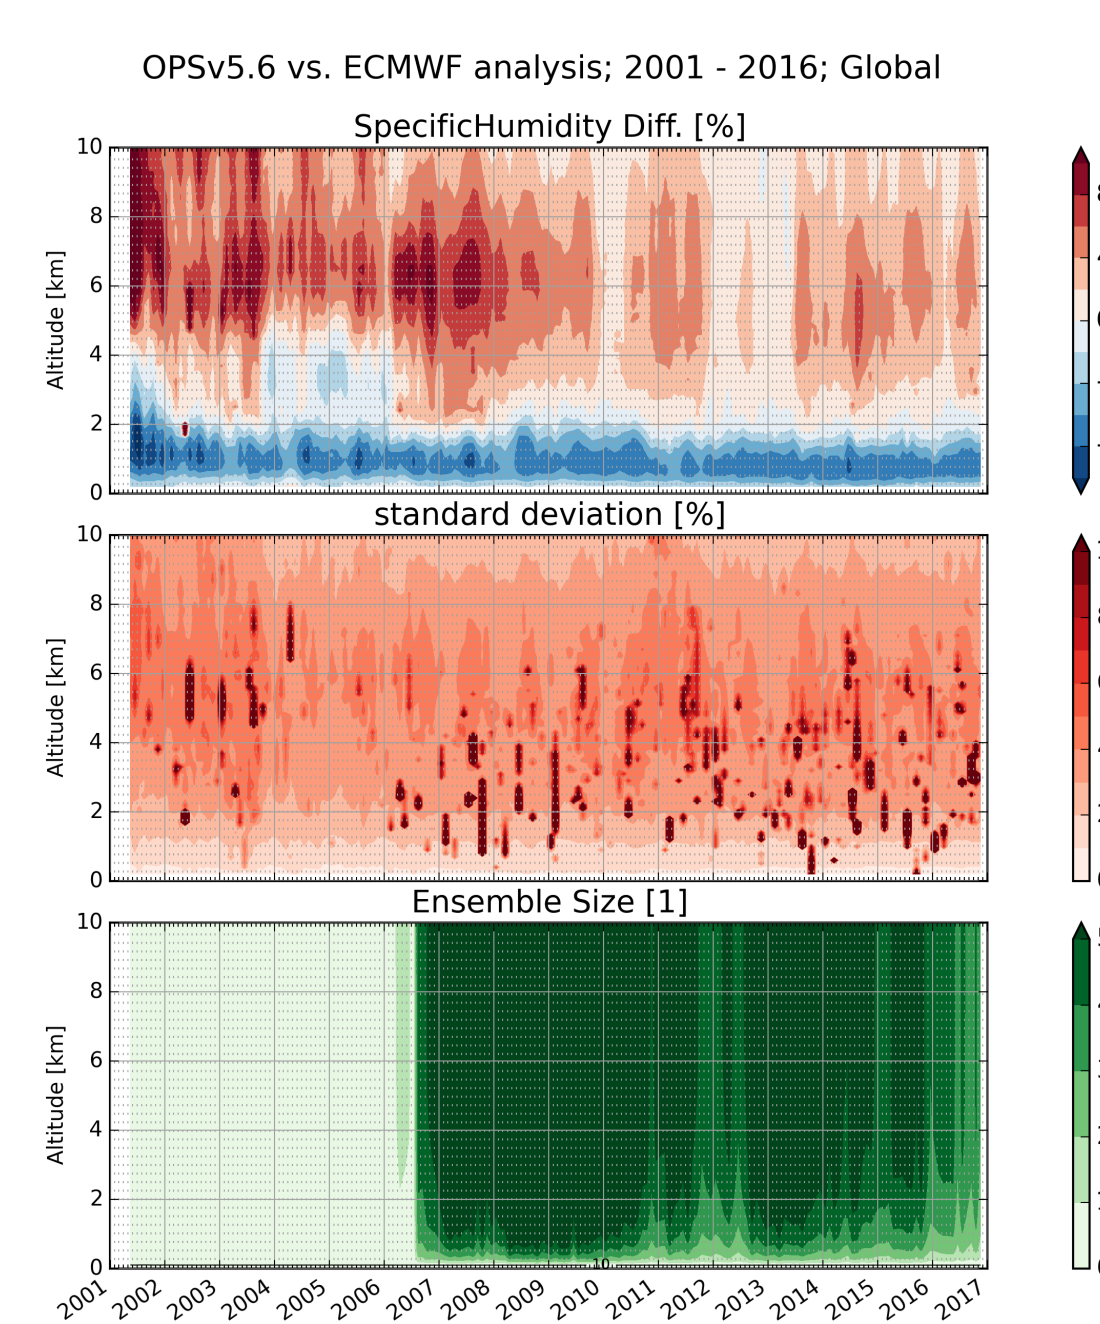 OPSv5.6 vs. ECMWF analysis; 2001 - 2016; Global
SpecificHumidity Diff. [%]
10
8
6
4
2
0
Altitude [km]
standard deviation [%]
10
8
6
4
2
0
Altitude [km]
Ensemble Size [1]
10
8
6
4
2
0
Altitude [km]
10
2001 2002 2003 2004 2005 2006 2007 2008 2009 2010 2011 2012 2013 2014 2015 2016 2017